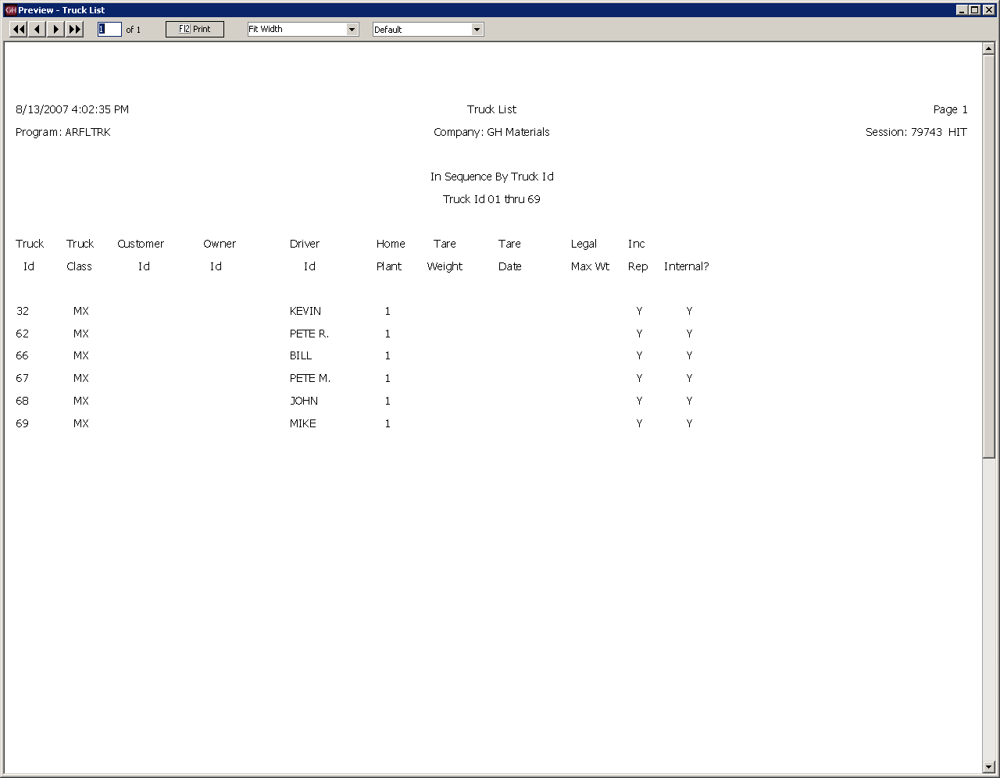 GH Preview - Truck List
1 of 1 F12 Print Fit Width Default
8/13/2007 4:02:35 PM Truck List Page 1
Program: ARFLTRK Company: GH Materials Session: 79743 HIT
In Sequence By Truck Id
Truck Id 01 thru 69
Truck Truck Customer Owner Driver Home Tare Tare Legal Inc
Id Class Id Id Id Plant Weight Date Max Wt Rep Internal?
32 MX KEVIN 1 Y Y
62 MX PETE R. 1 Y Y
66 MX BILL 1 Y Y
67 MX PETE M. 1 Y Y
68 MX JOHN 1 Y Y
69 MX MIKE 1 Y Y